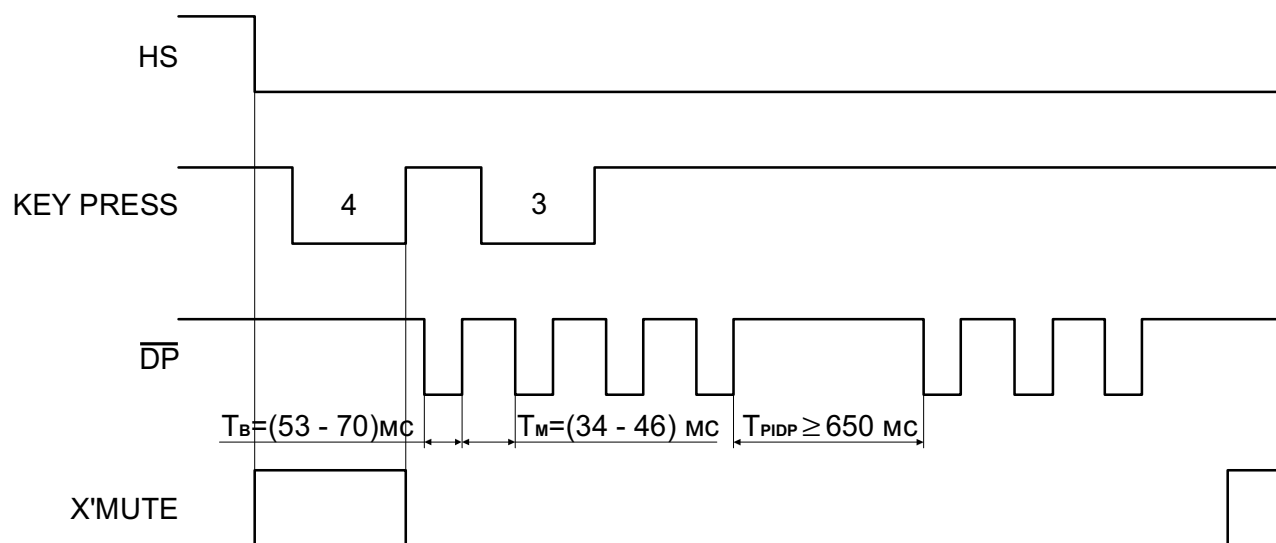 HS
KEY PRESS
4
3
DP
Tв=(53 - 70)мс
Tм=(34 - 46) мс
TPIDP ≥ 650 мс
X'MUTE